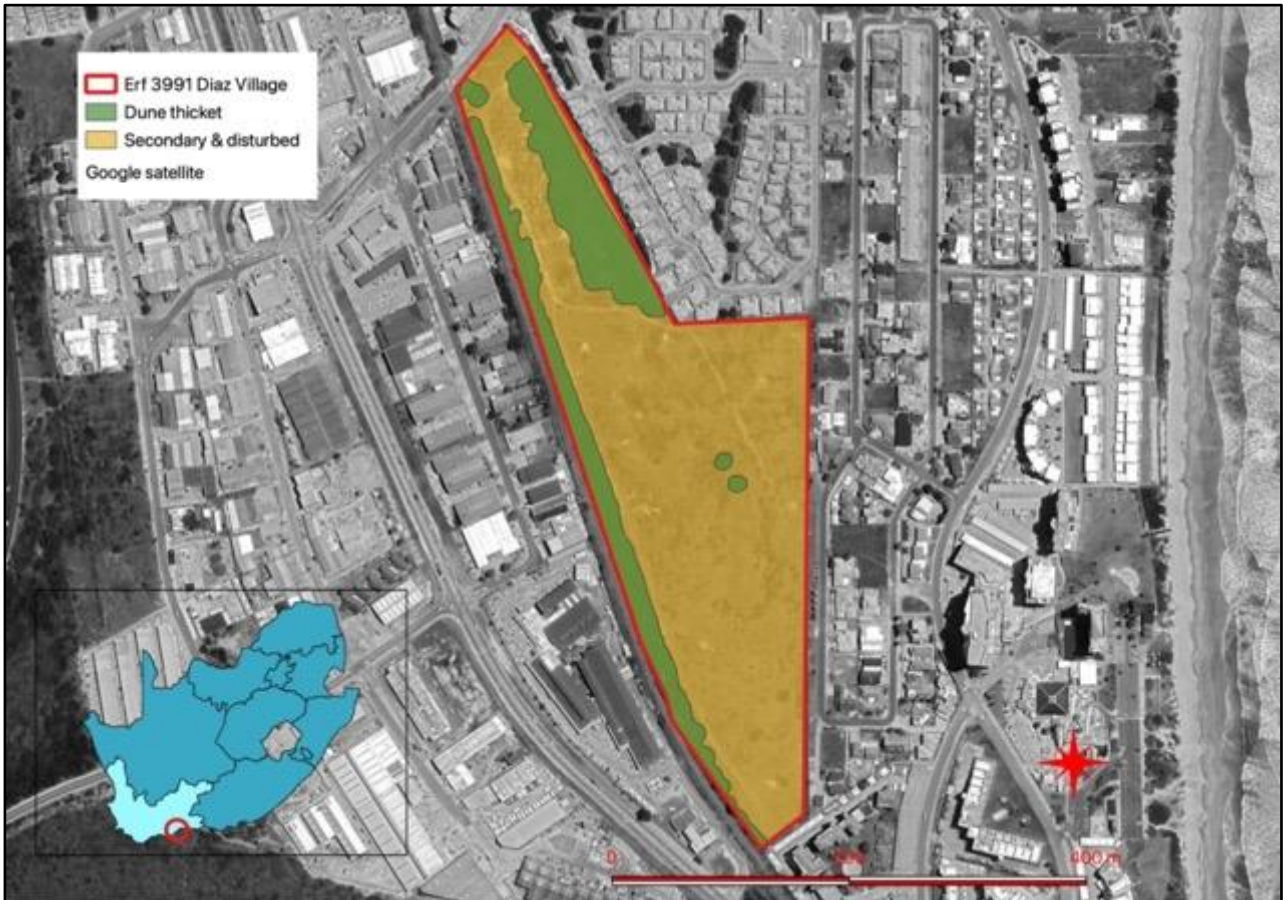 Erf 3991 Diaz Village
Dune thicket
Secondary & disturbed
Google satellite
0
400 m